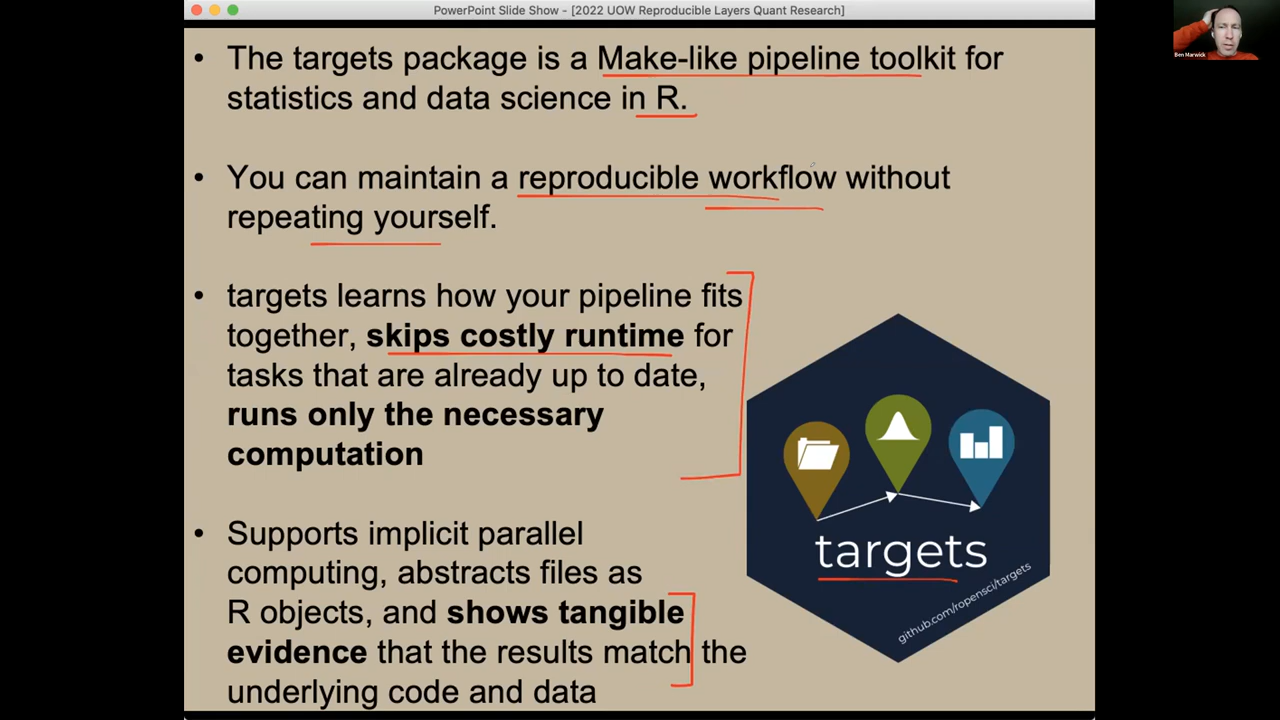 PowerPoint Slide Show - [2022 UOW Reproducible Layers Quant Research]
Ben Marwick
• The targets package is a Make-like pipeline toolkit for
statistics and data science in R.
• You can maintain a reproducible workflow without
repeating yourself.
• targets learns how your pipeline fits
together, skips costly runtime for
tasks that are already up to date,
runs only the necessary
computation
• Supports implicit parallel
computing, abstracts files as
R objects, and shows tangible
evidence that the results match the
underlying code and data
targets
github.com/ropensci/targets